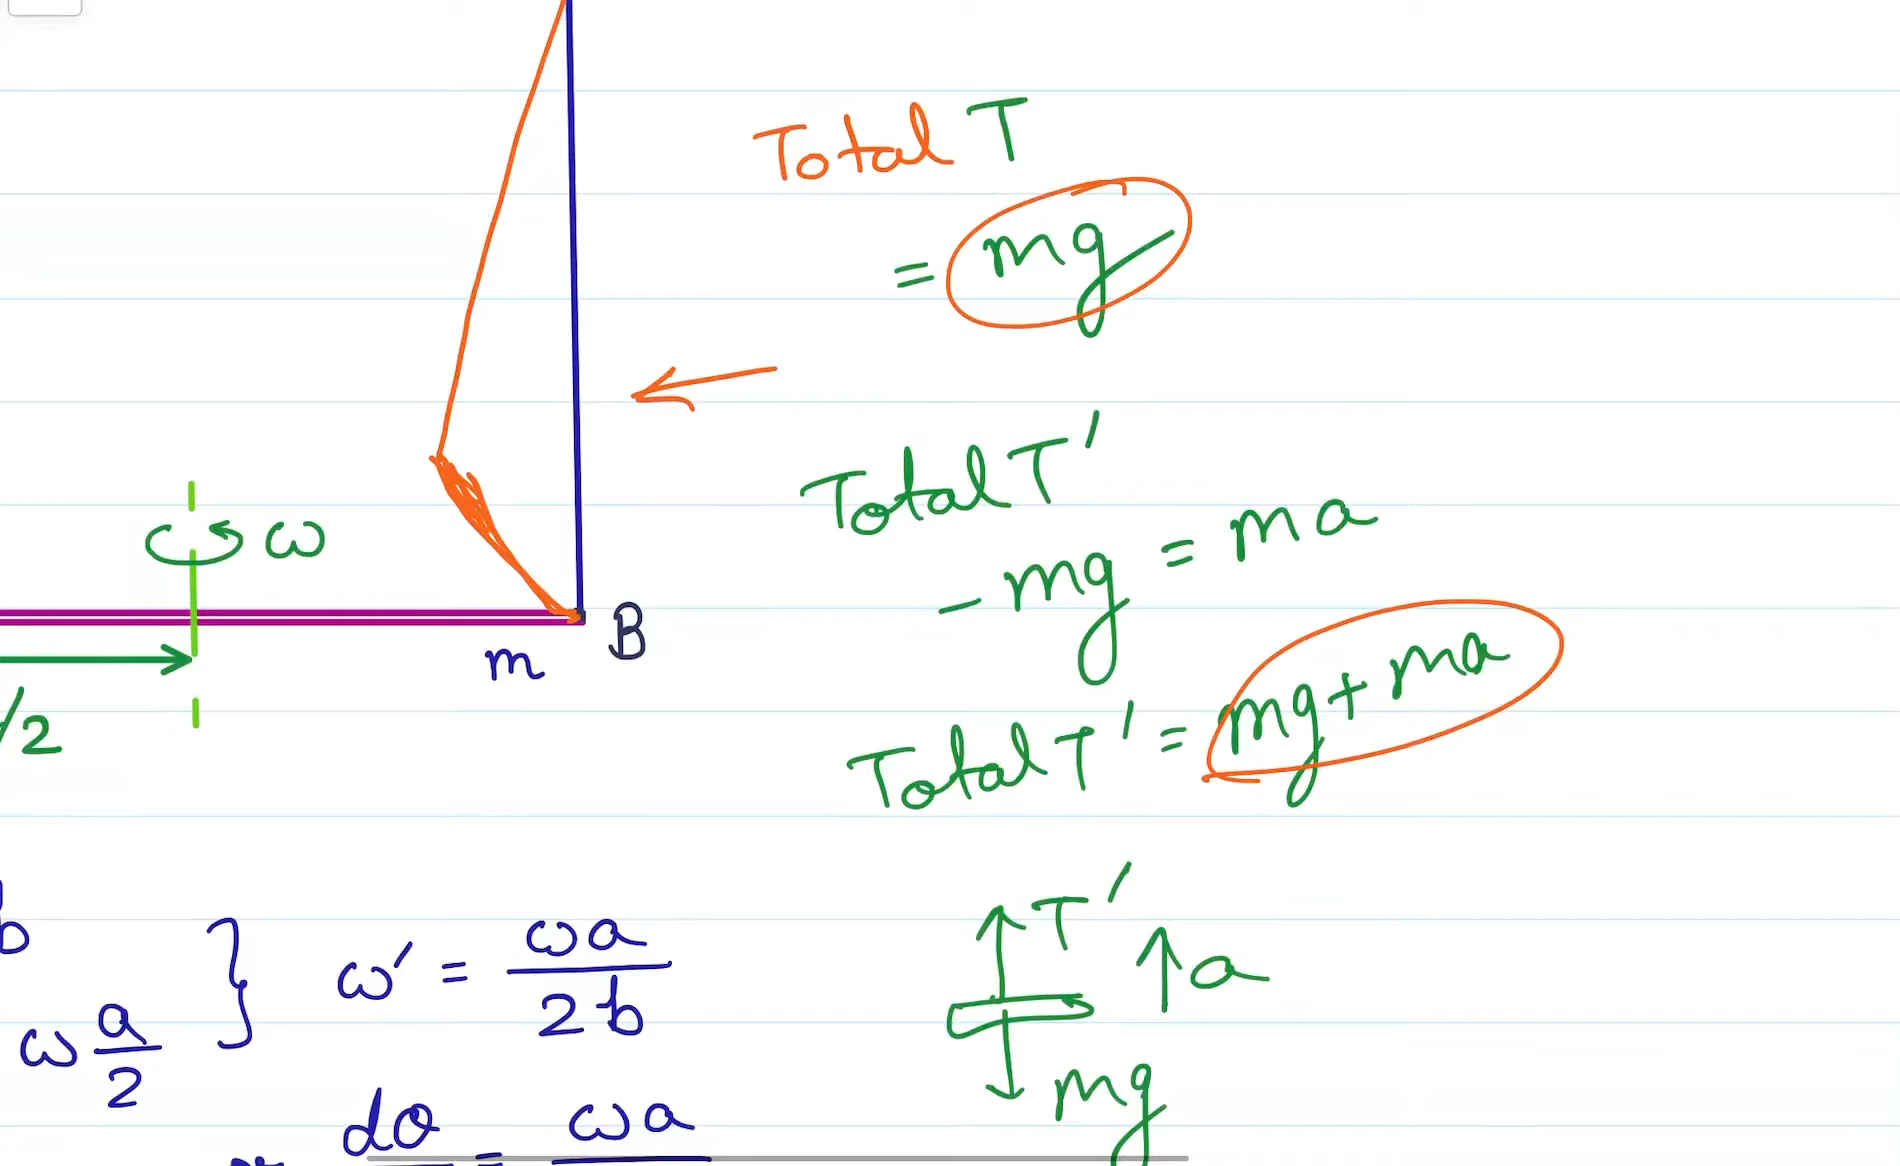 Total T
= mg
Total T'
- mg = ma
Total T' = mg + ma
ω
B
m
/2
b
ω a/2 } ω' = ωa/2b
T'
a
mg
dθ = ωa